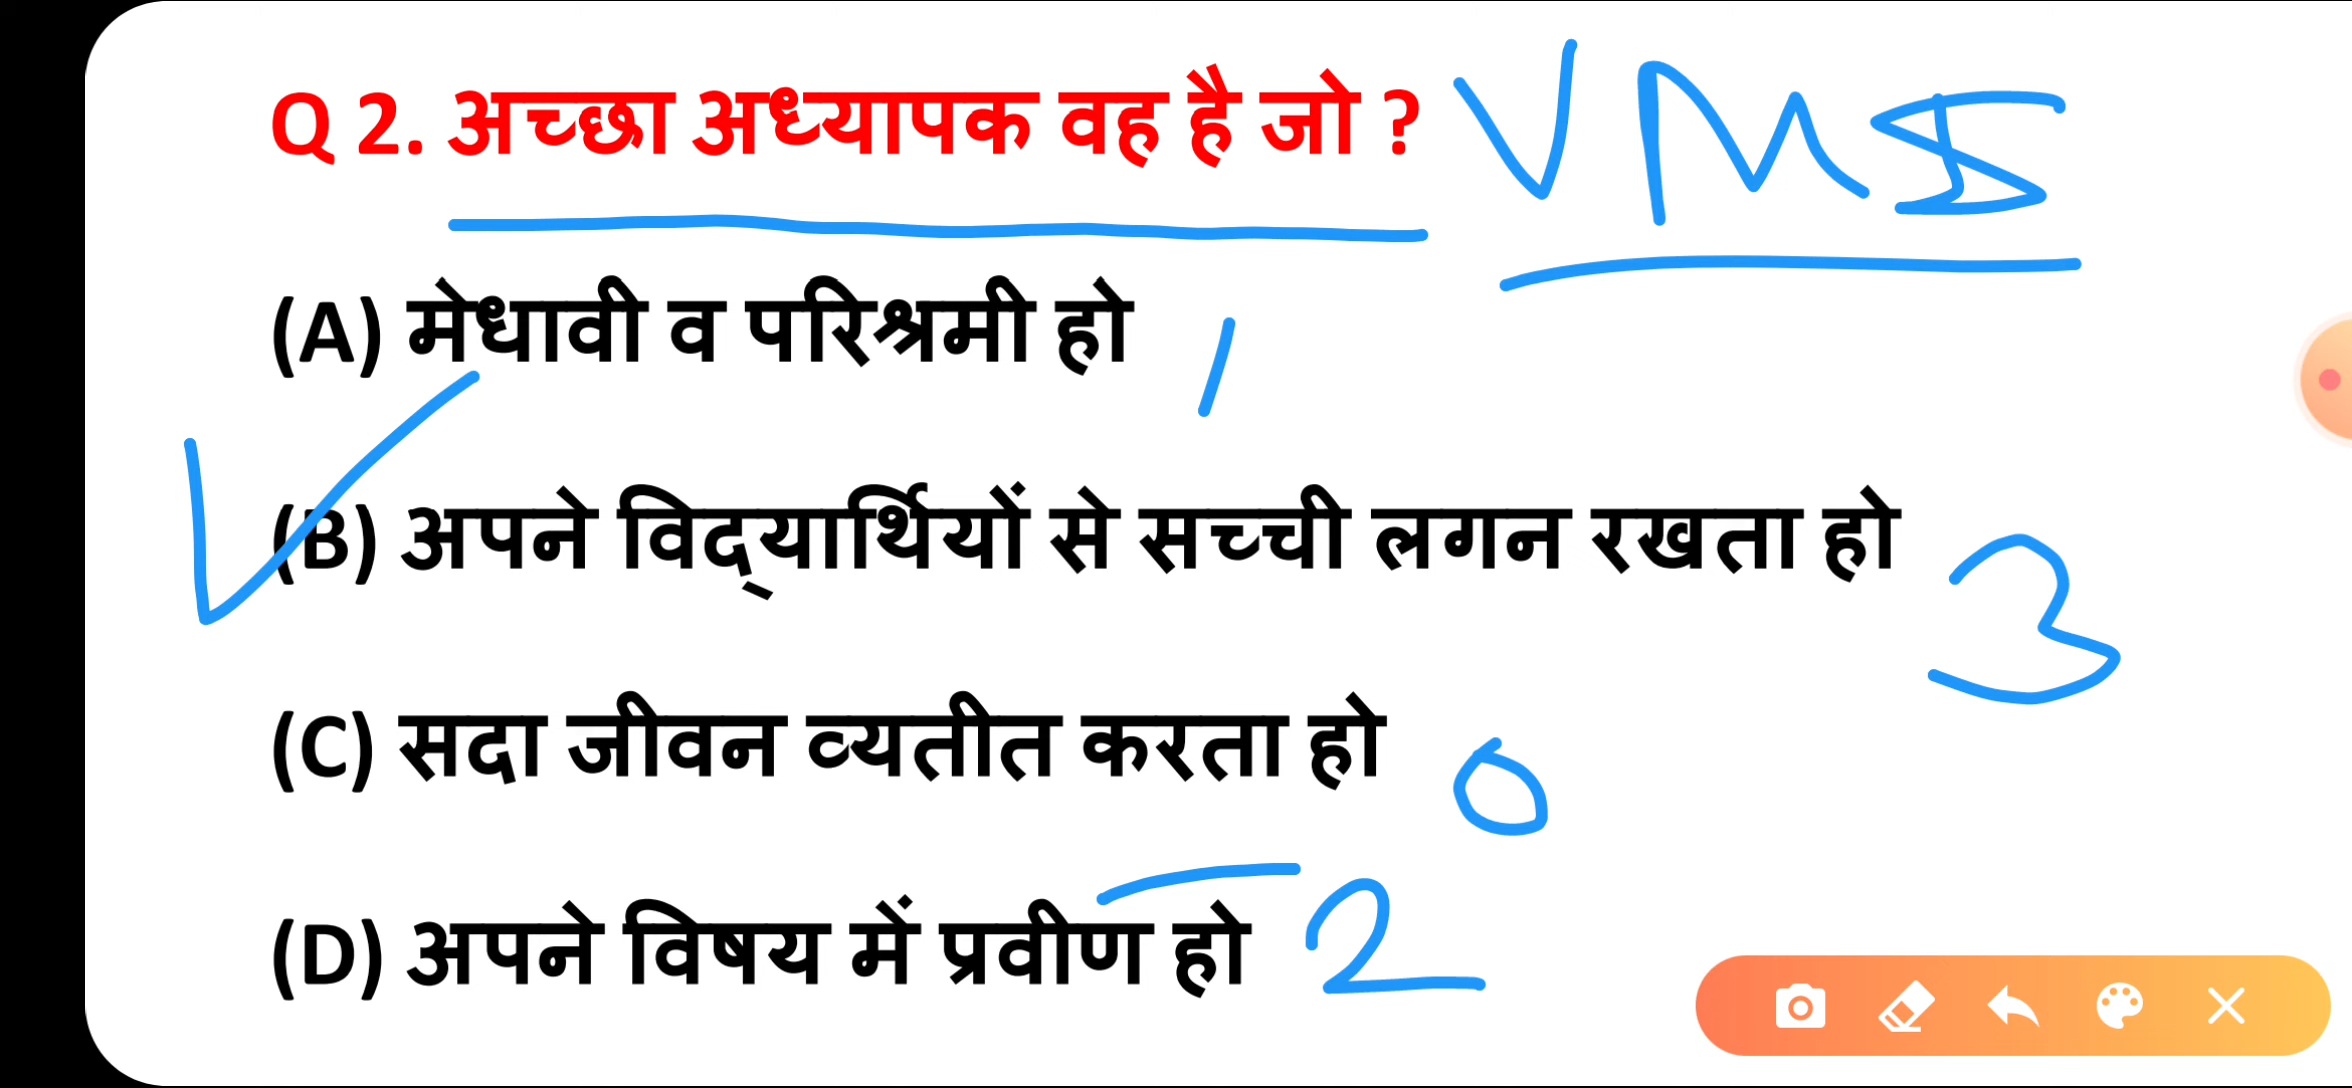 Q 2. अच्छा अध्यापक वह है जो ? VMS
(A) मेधावी व परिश्रमी हो 1
(B) अपने विद्‌यार्थियों से सच्ची लगन रखता हो 3
(C) सदा जीवन व्यतीत करता हो 0
(D) अपने विषय में प्रवीण हो 2